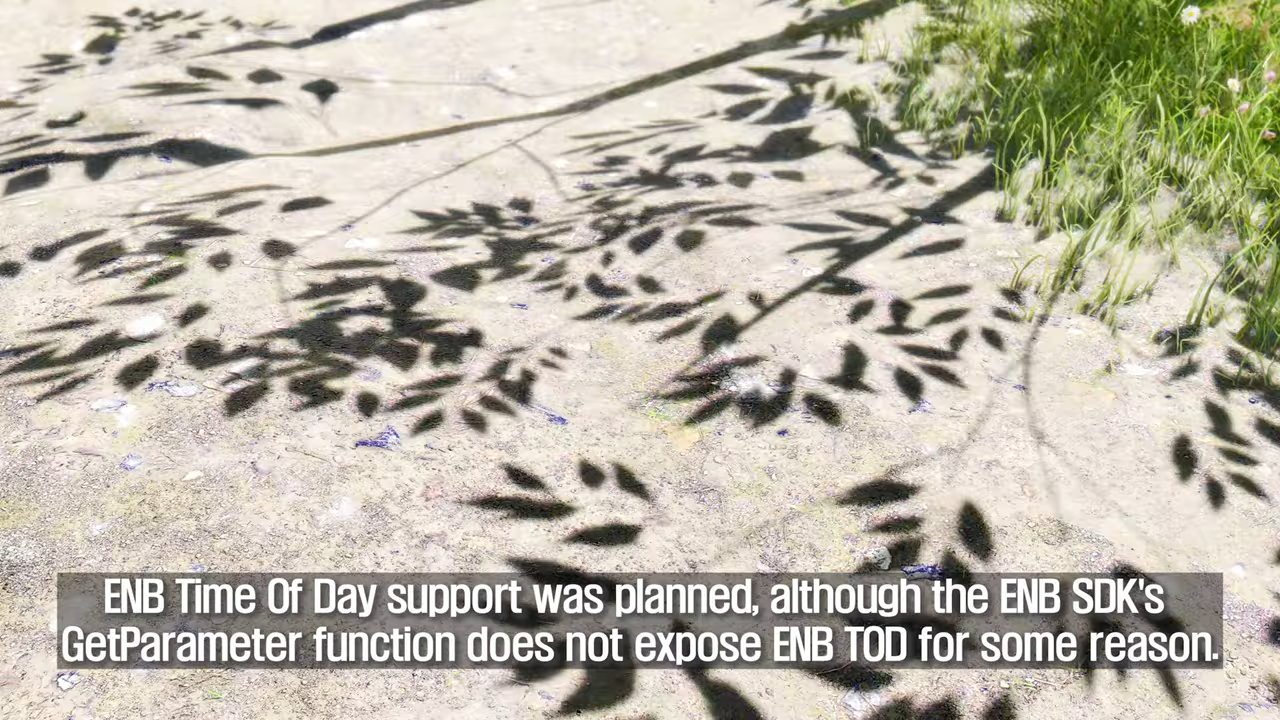 ENB Time Of Day support was planned, although the ENB SDK's
GetParameter function does not expose ENB TOD for some reason.